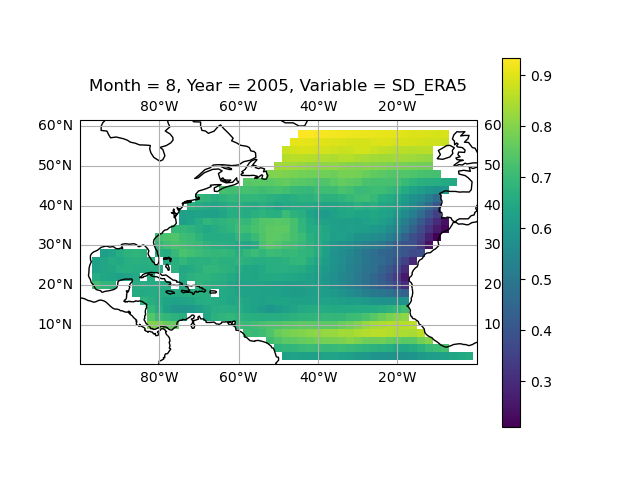 Month = 8, Year = 2005, Variable = SD_ERA5
80°W 60°W 40°W 20°W
60°N 60
50°N 50
40°N 40
30°N 30
20°N 20
10°N 10
80°W 60°W 40°W 20°W
0.9
0.8
0.7
0.6
0.5
0.4
0.3